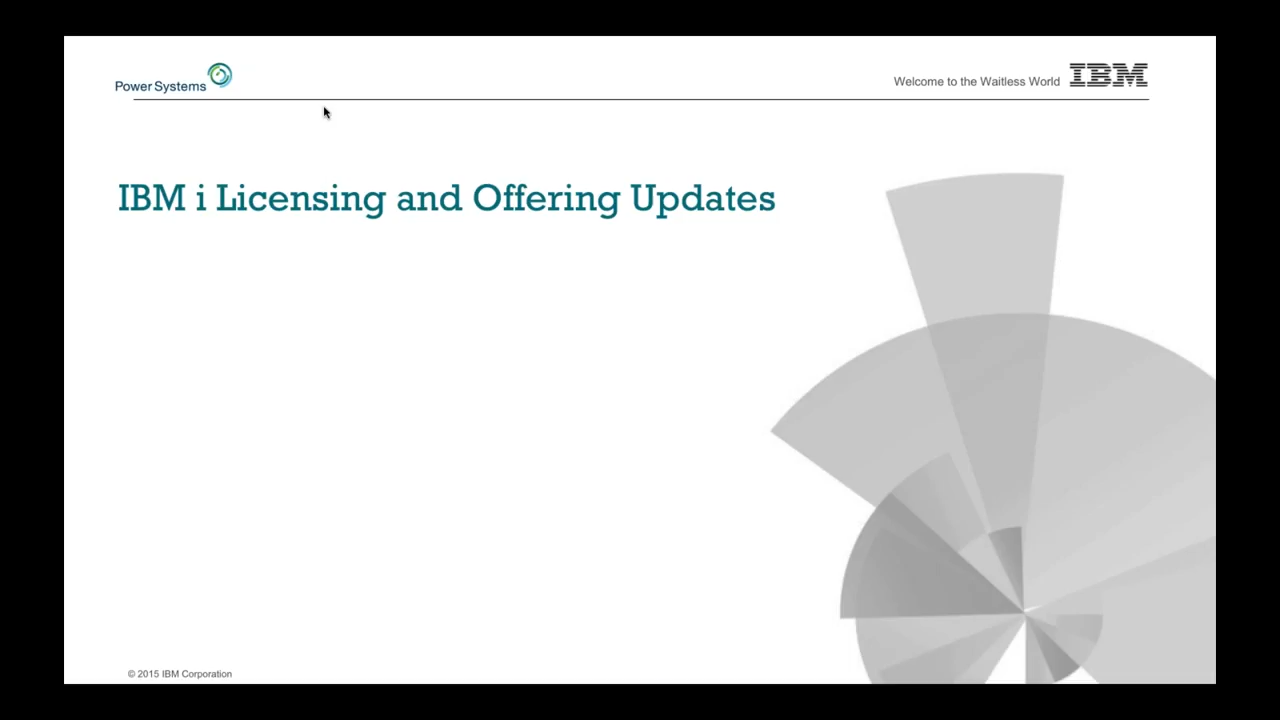 Power Systems
Welcome to the Waitless World
IBM
IBM i Licensing and Offering Updates
© 2015 IBM Corporation